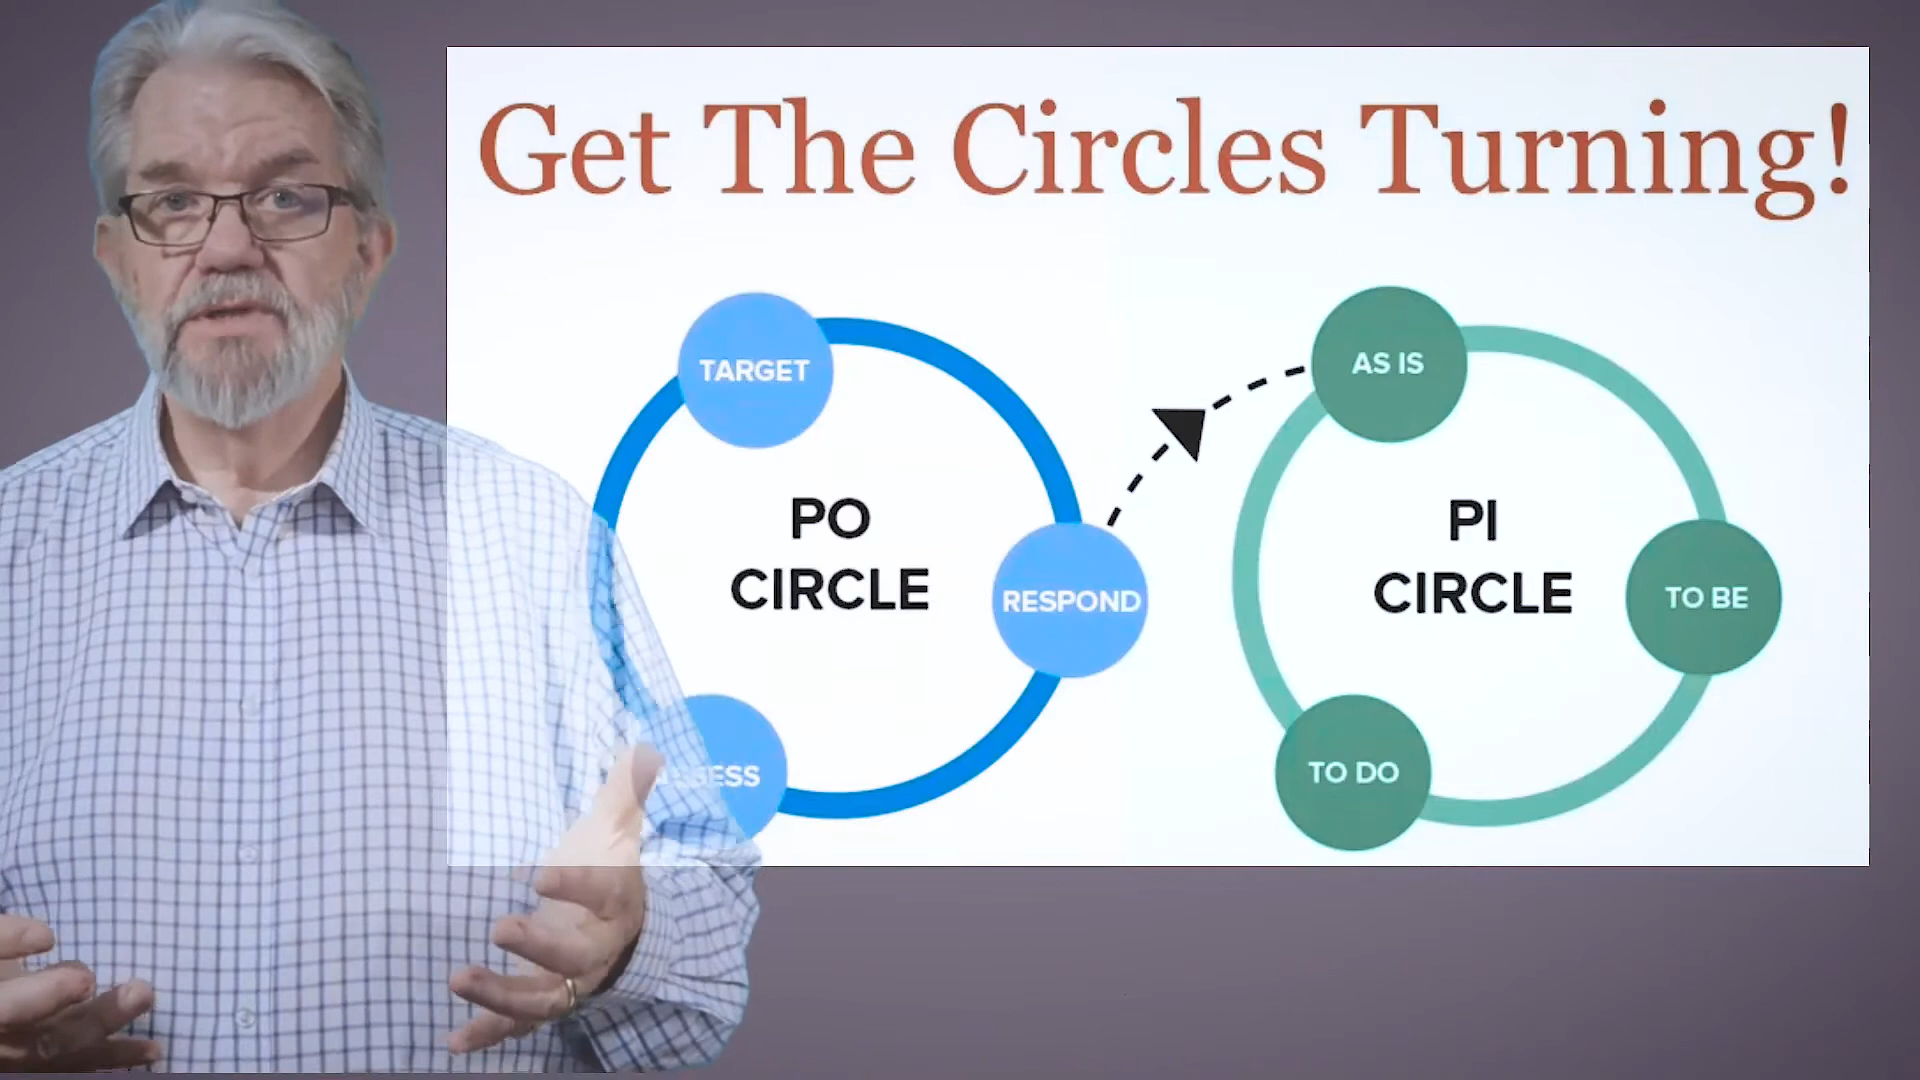 Get The Circles Turning!
TARGET
AS IS
PO
CIRCLE
PI
CIRCLE
RESPOND
TO BE
TO DO